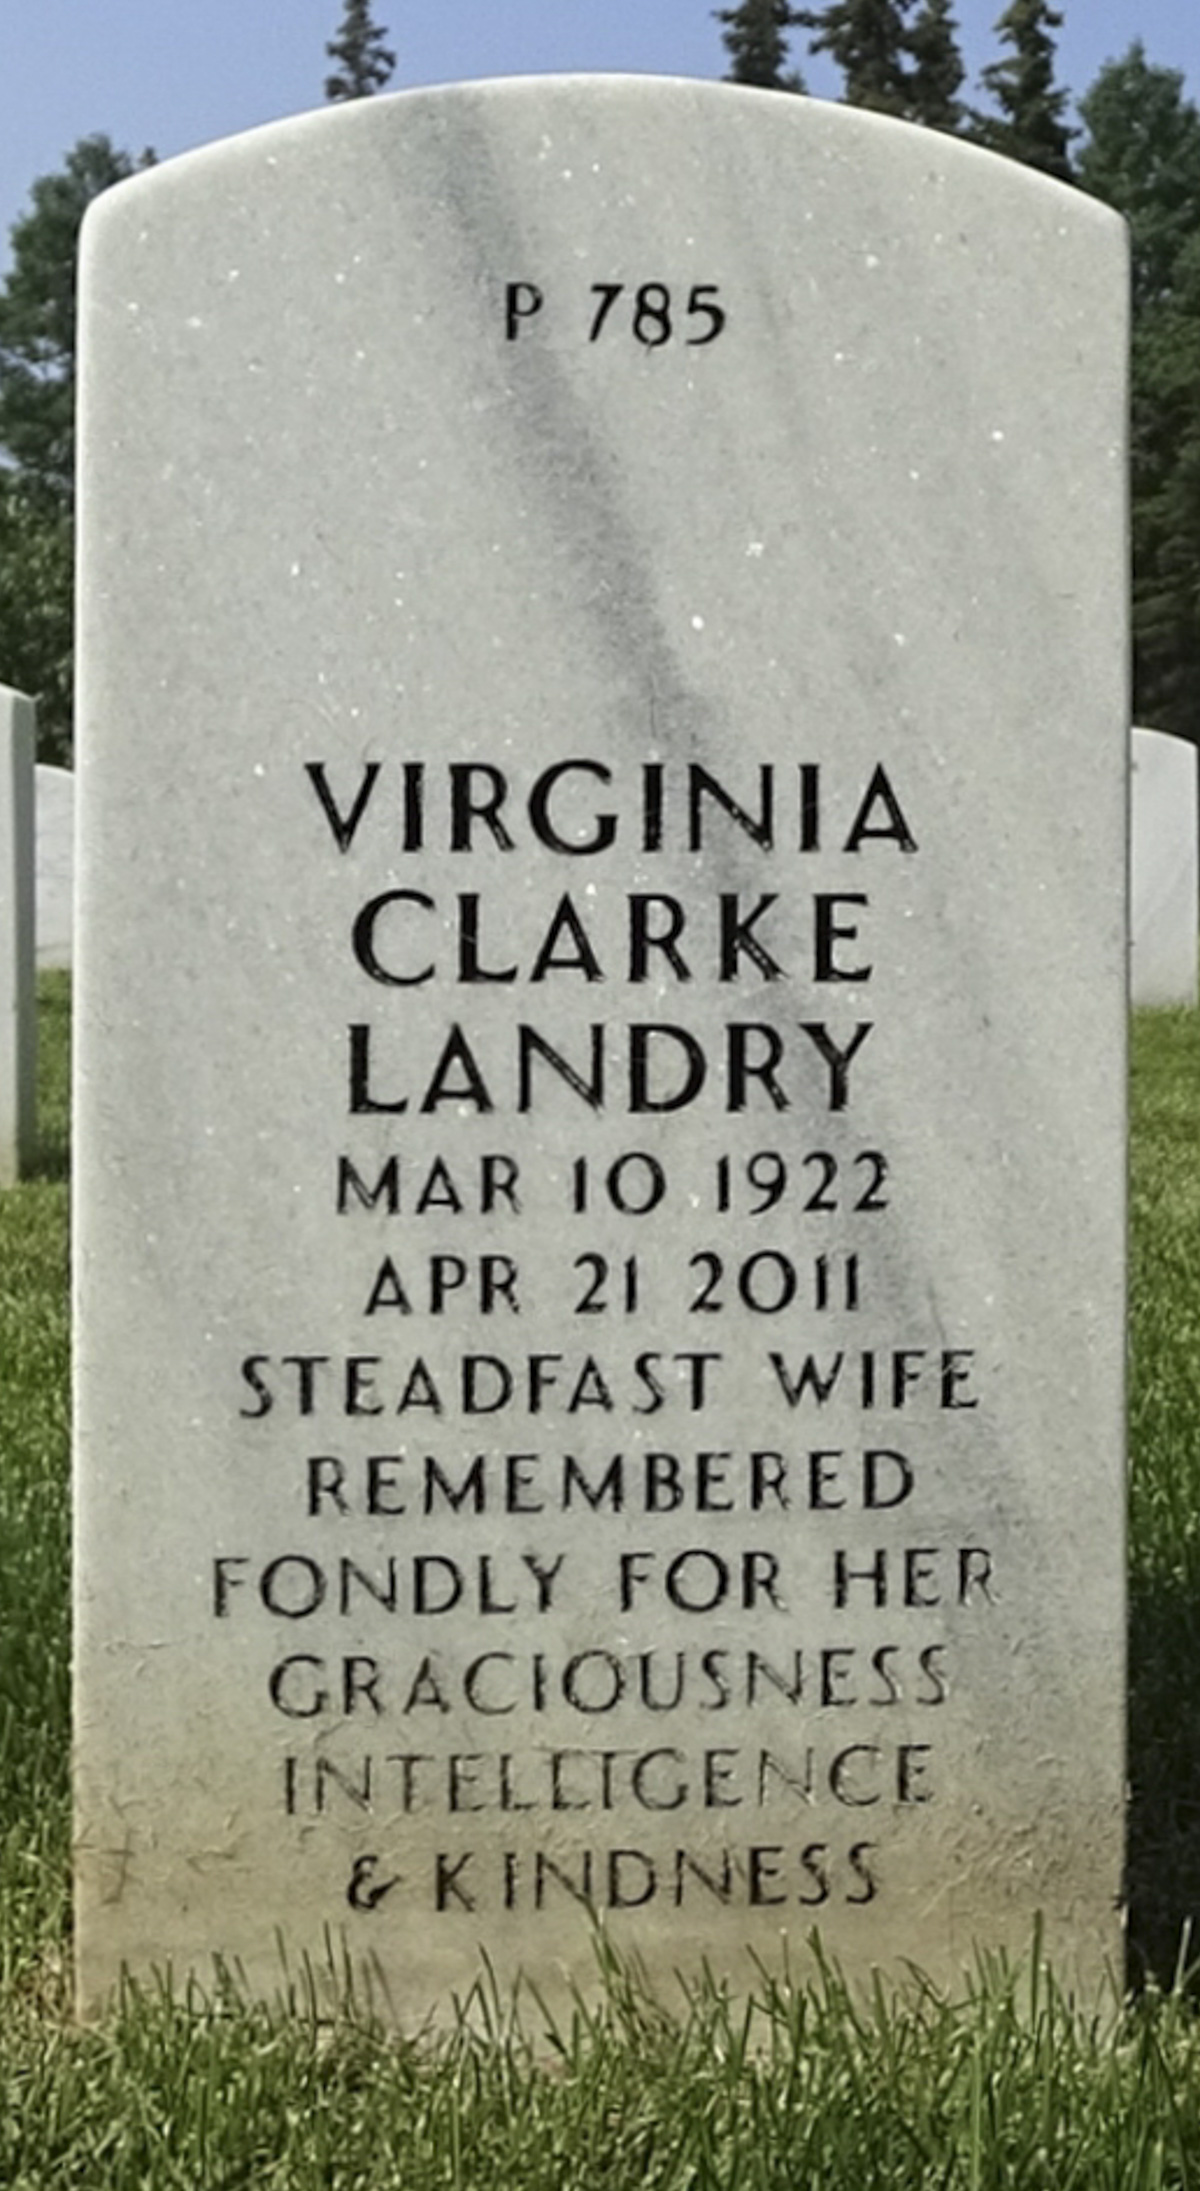 P 785
VIRGINIA
CLARKE
LANDRY
MAR 10 1922
APR 21 2011
STEADFAST WIFE
REMEMBERED
FONDLY FOR HER
GRACIOUSNESS
INTELLIGENCE
& KINDNESS